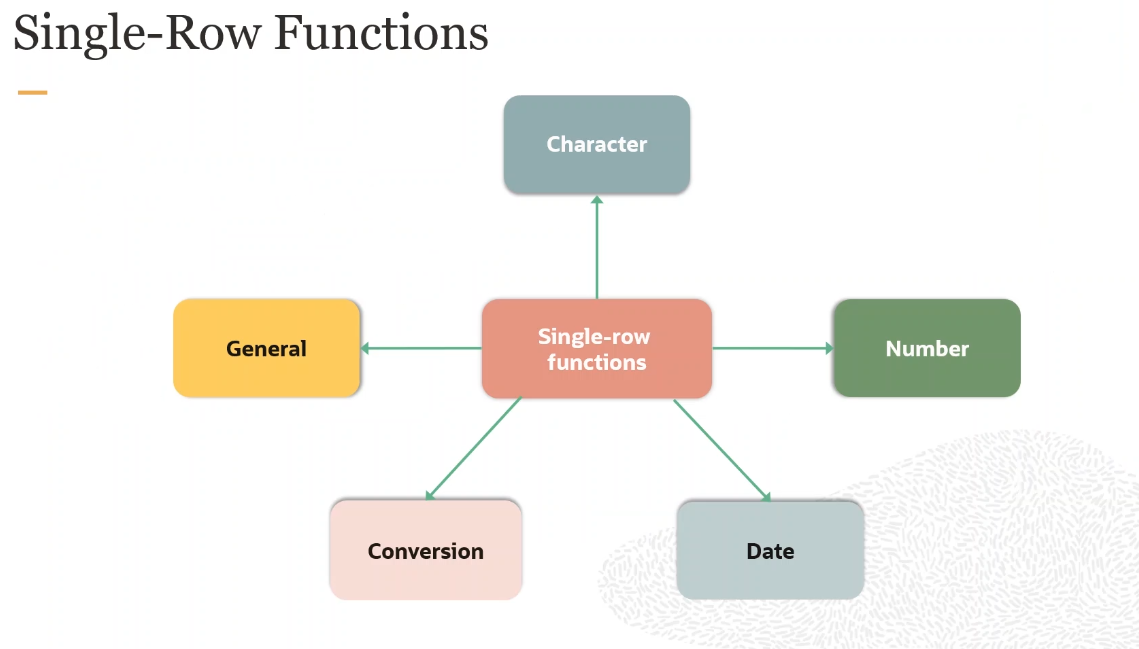 Single-Row Functions
Character
General
Single-row
functions
Number
Conversion
Date